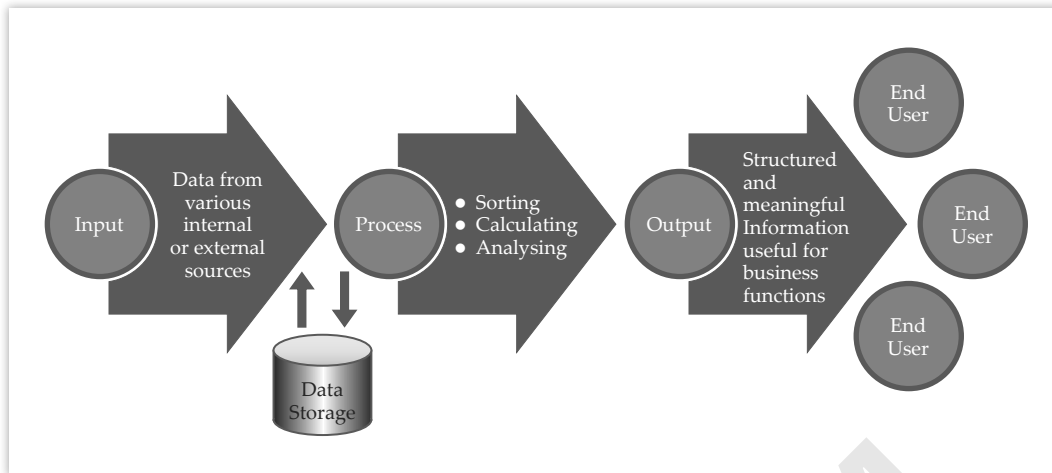 Input
Data from
various
internal
or external
sources
Process
● Sorting
● Calculating
● Analysing
Output
Structured
and
meaningful
Information
useful for
business
functions
End
User
End
User
End
User
Data
Storage